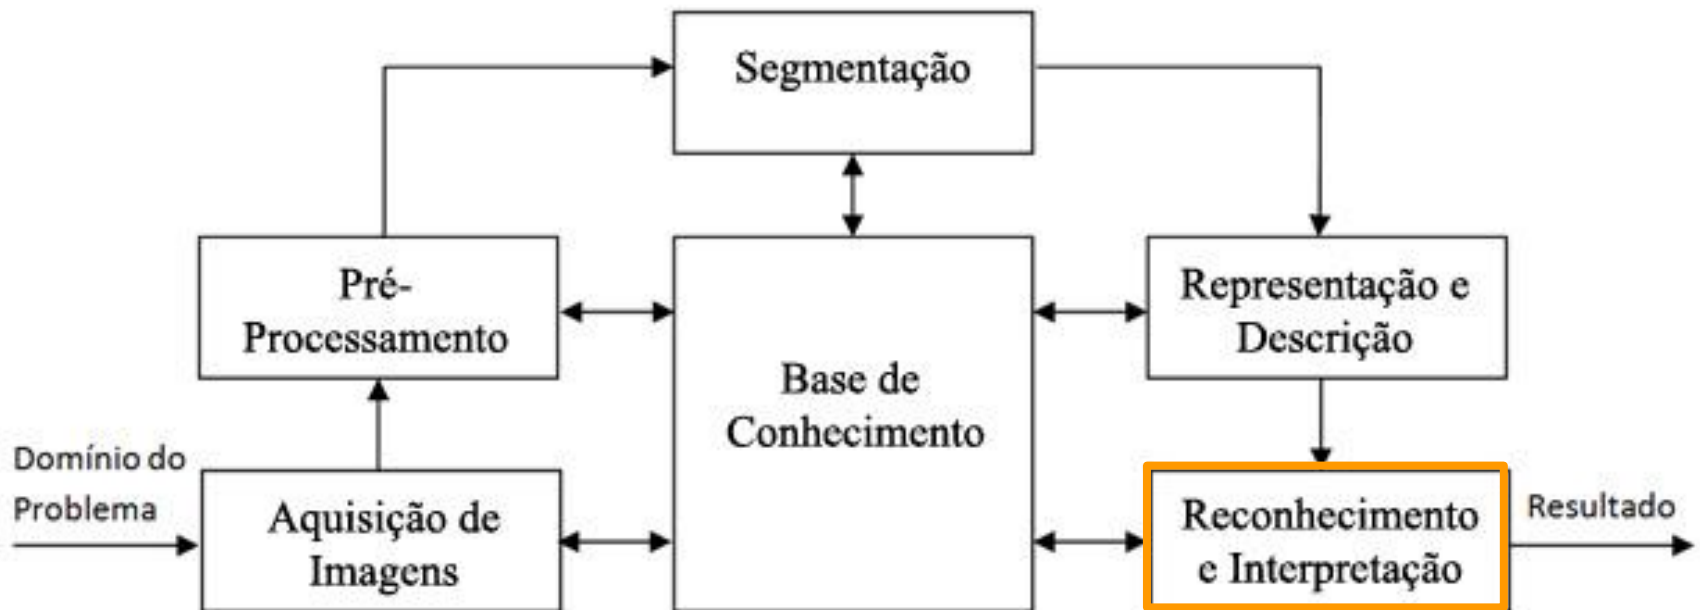 Segmentação
Pré-
Processamento
Representação e
Descrição
Base de
Conhecimento
Domínio do
Problema
Aquisição de
Imagens
Reconhecimento
e Interpretação
Resultado